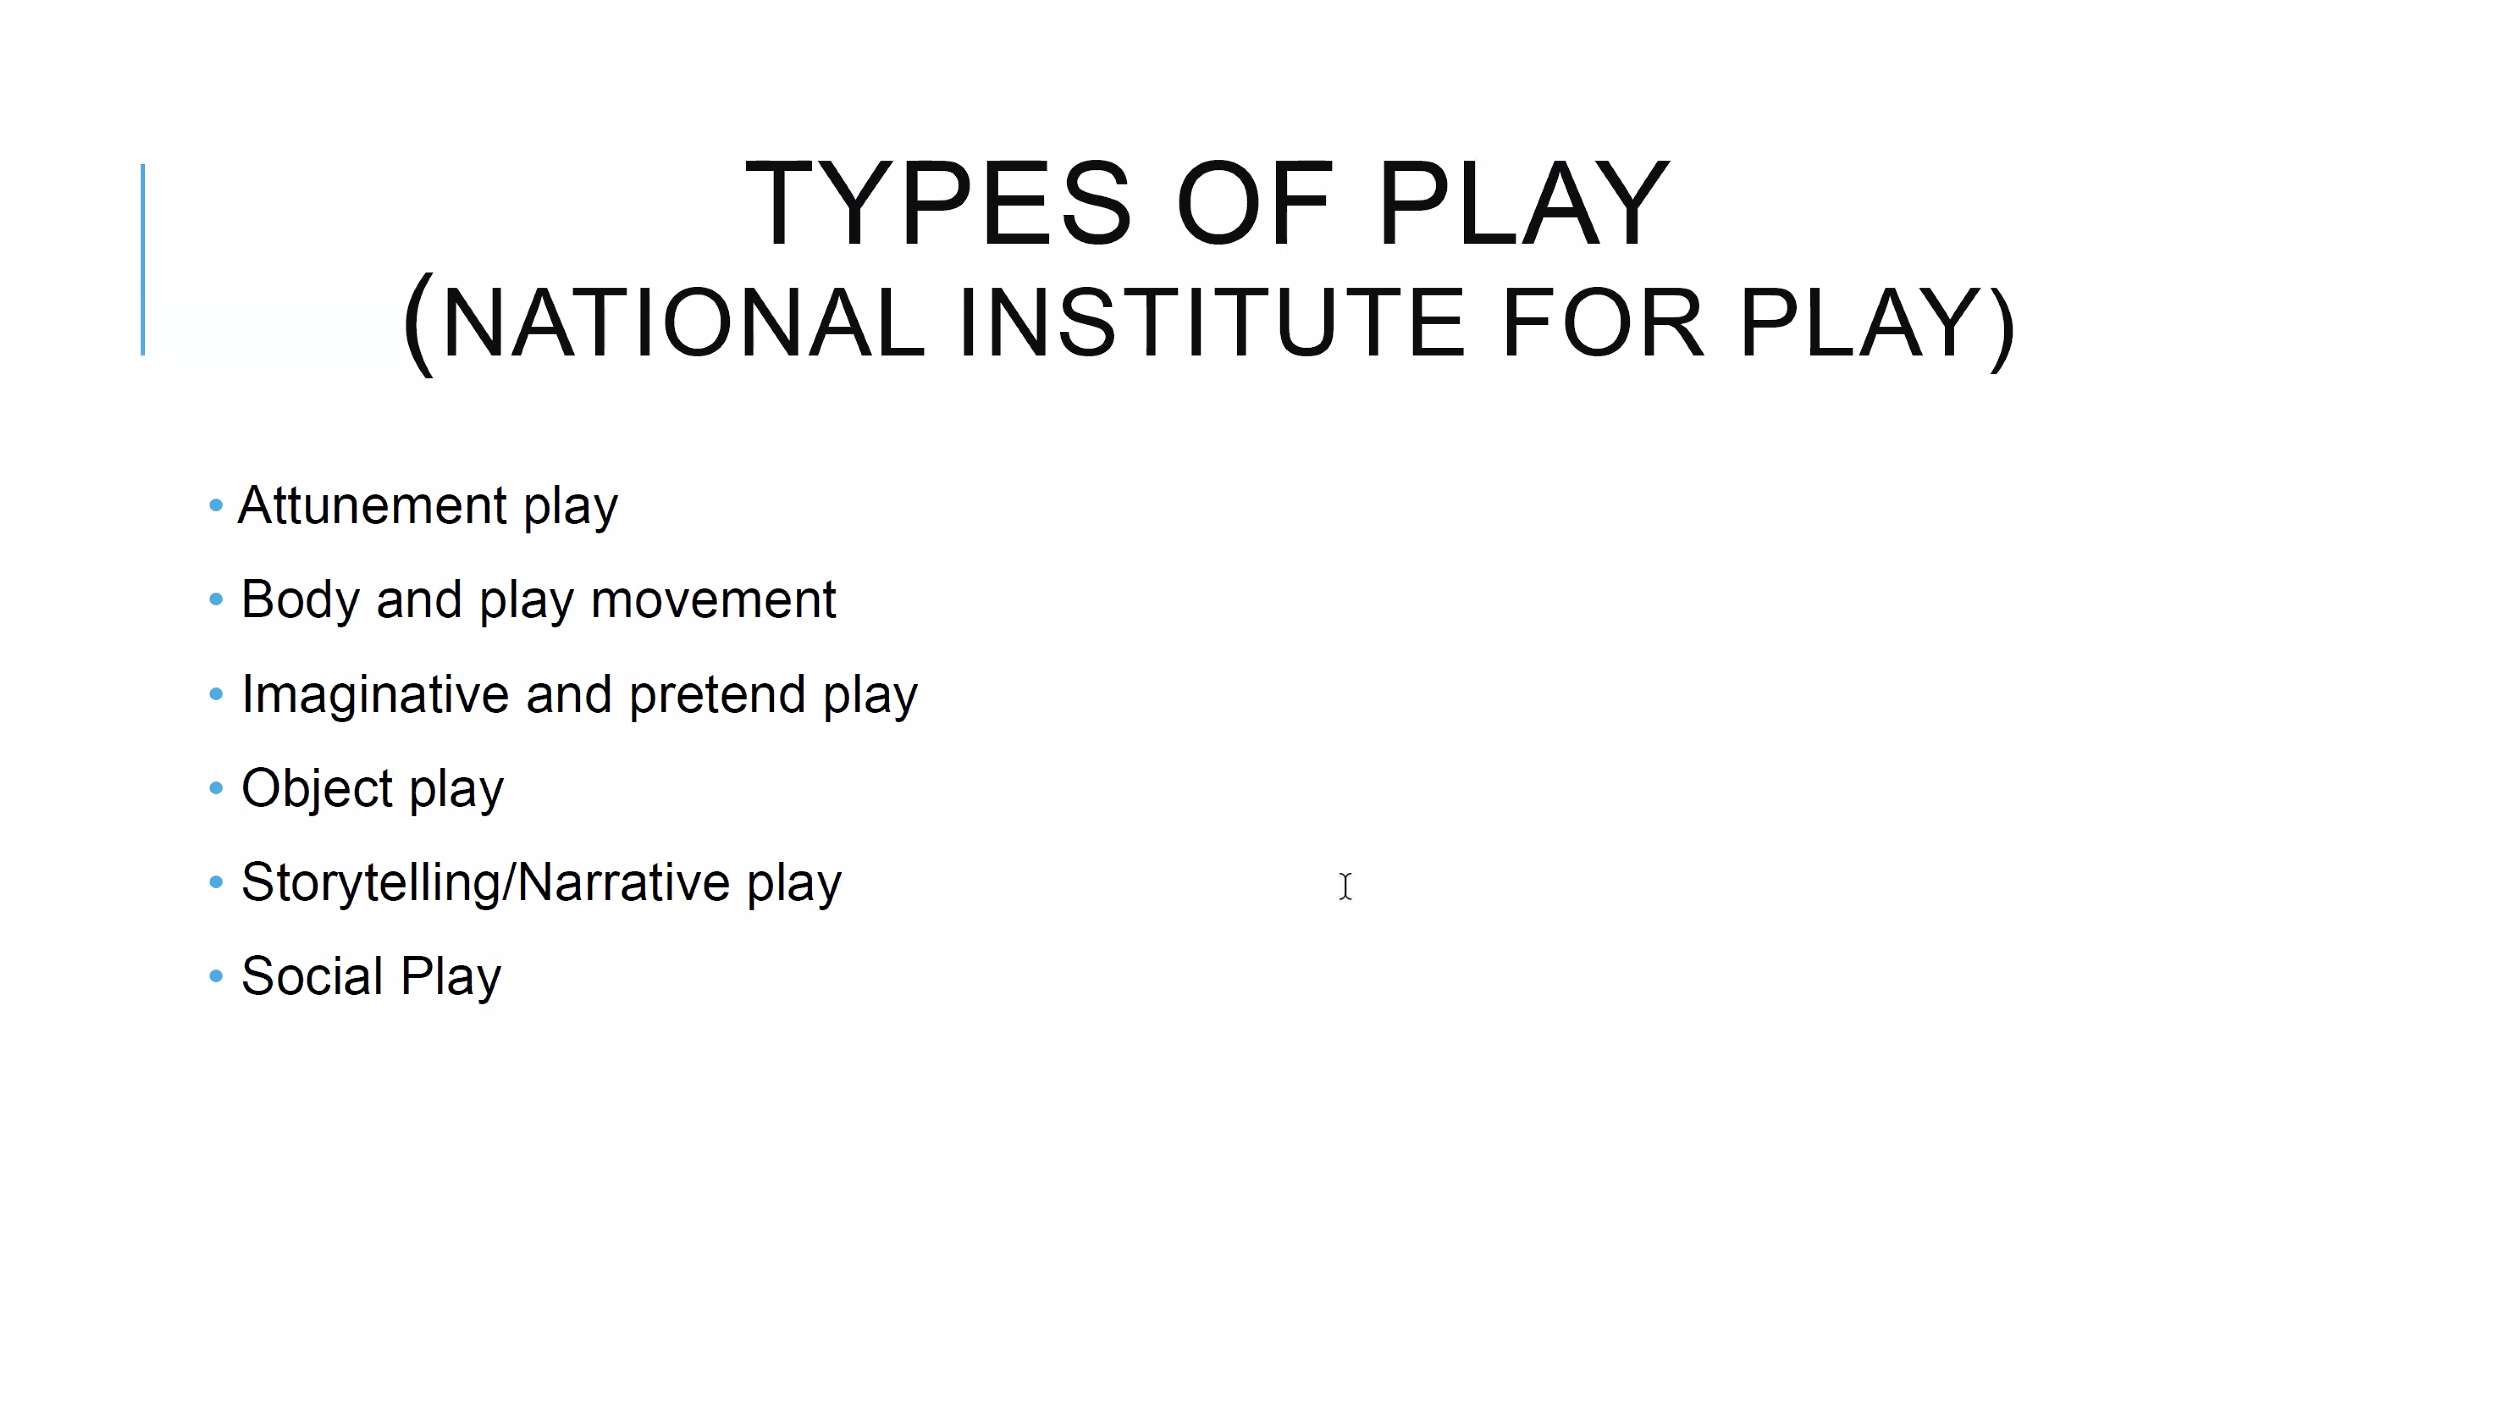 TYPES OF PLAY
(NATIONAL INSTITUTE FOR PLAY)
• Attunement play
• Body and play movement
• Imaginative and pretend play
• Object play
• Storytelling/Narrative play
• Social Play